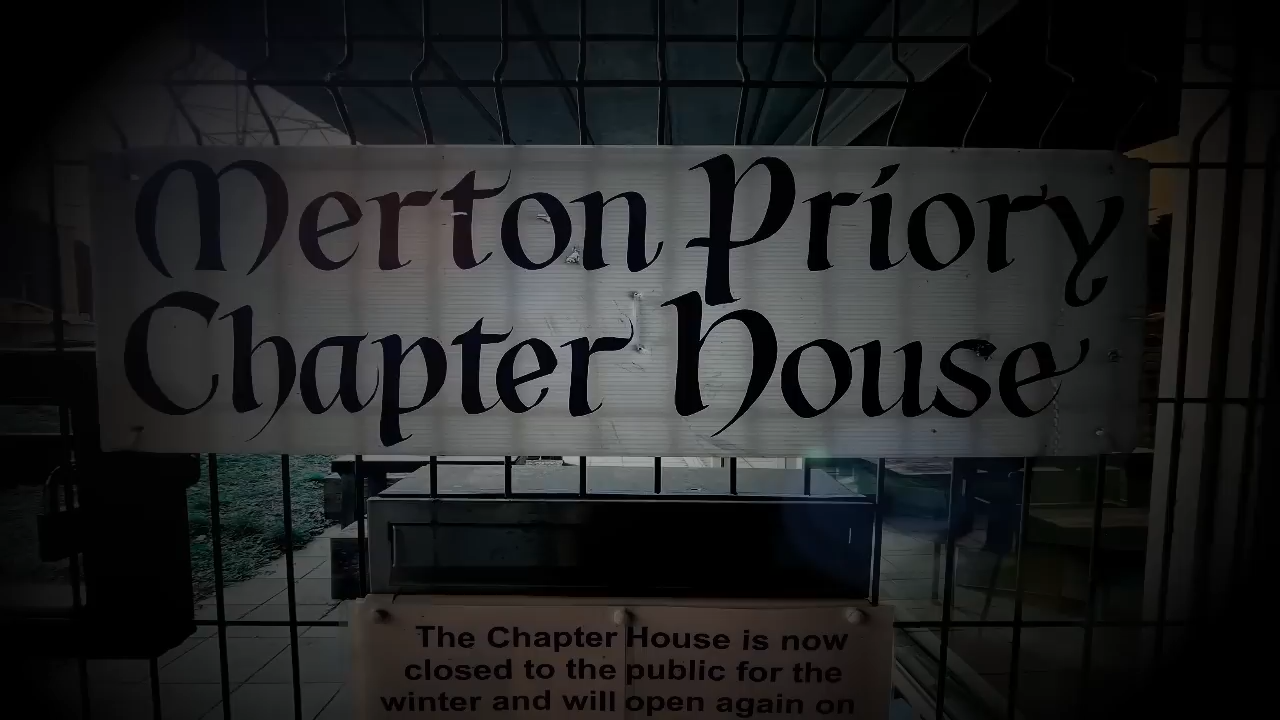 Merton Priory
Chapter House
The Chapter House is now
closed to the public for the
winter and will open again on